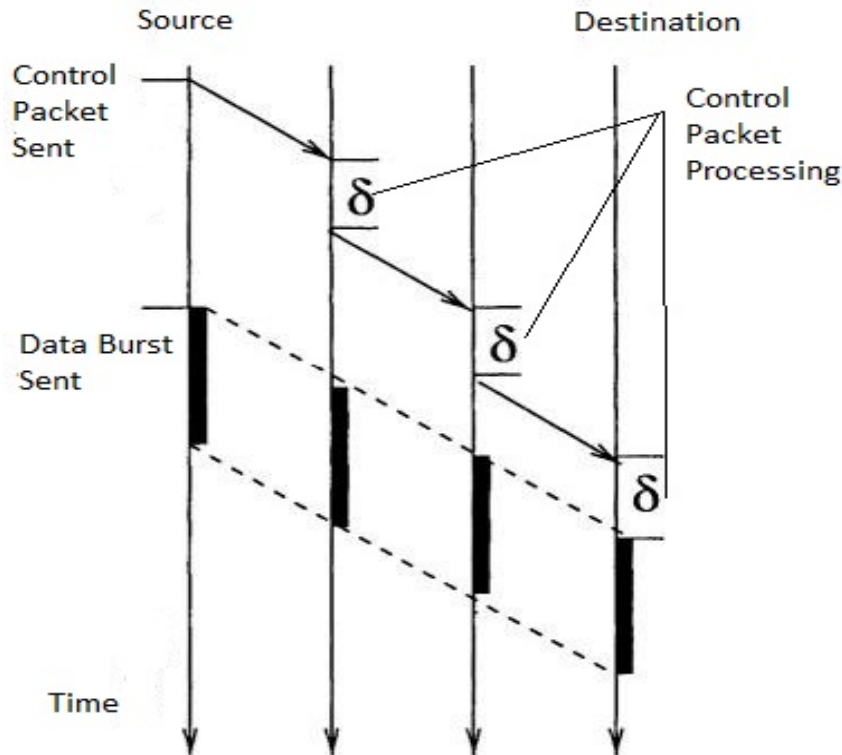 Source
Destination
Control
Packet
Sent
Control
Packet
Processing
δ
δ
Data Burst
Sent
δ
Time